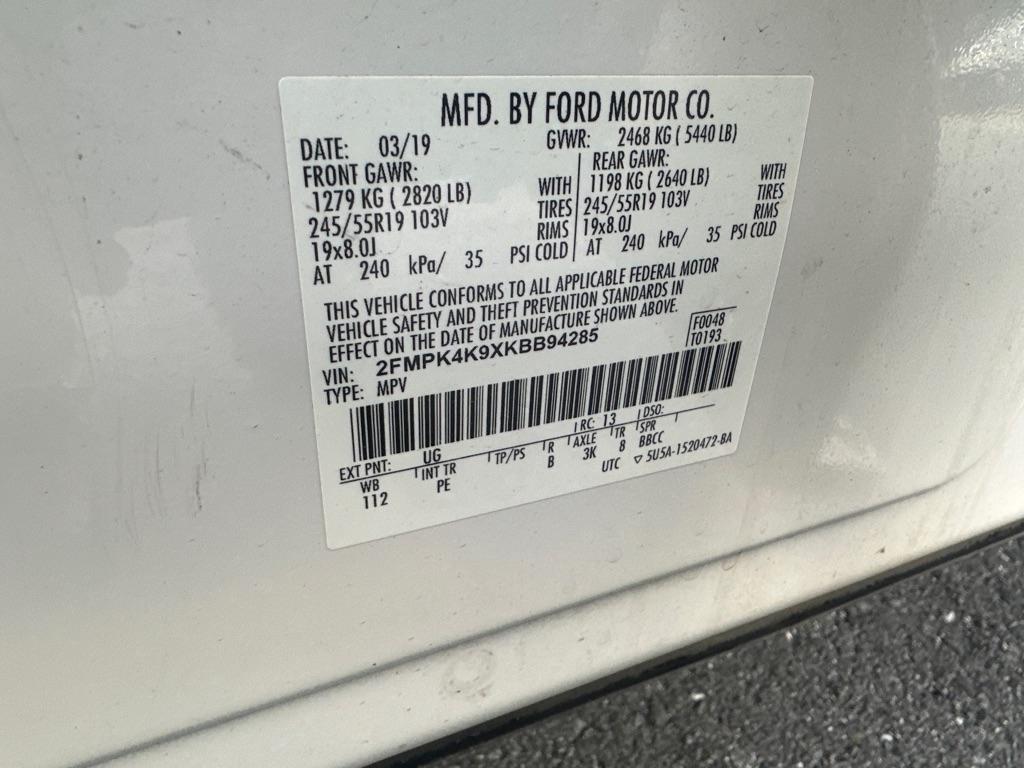 MFD. BY FORD MOTOR CO.
DATE: 03/19 GVWR: 2468 KG ( 5440 LB)
FRONT GAWR: REAR GAWR:
1279 KG ( 2820 LB) WITH 1198 KG ( 2640 LB) WITH
245/55R19 103V TIRES 245/55R19 103V TIRES
19x8.0J RIMS 19x8.0J RIMS
AT 240 kPa/ 35 PSI COLD AT 240 kPa/ 35 PSI COLD
THIS VEHICLE CONFORMS TO ALL APPLICABLE FEDERAL MOTOR
VEHICLE SAFETY AND THEFT PREVENTION STANDARDS IN
EFFECT ON THE DATE OF MANUFACTURE SHOWN ABOVE.
F0048
VIN: 2FMPK4K9XKBB94285 T0193
TYPE: MPV
EXT PNT: UG RC: 13 DSO:
WB INT TR TP/PS R AXLE TR SPR
112 PE B 3K 8 BBCC
UTC ▽ 5U5A-1520472-BA